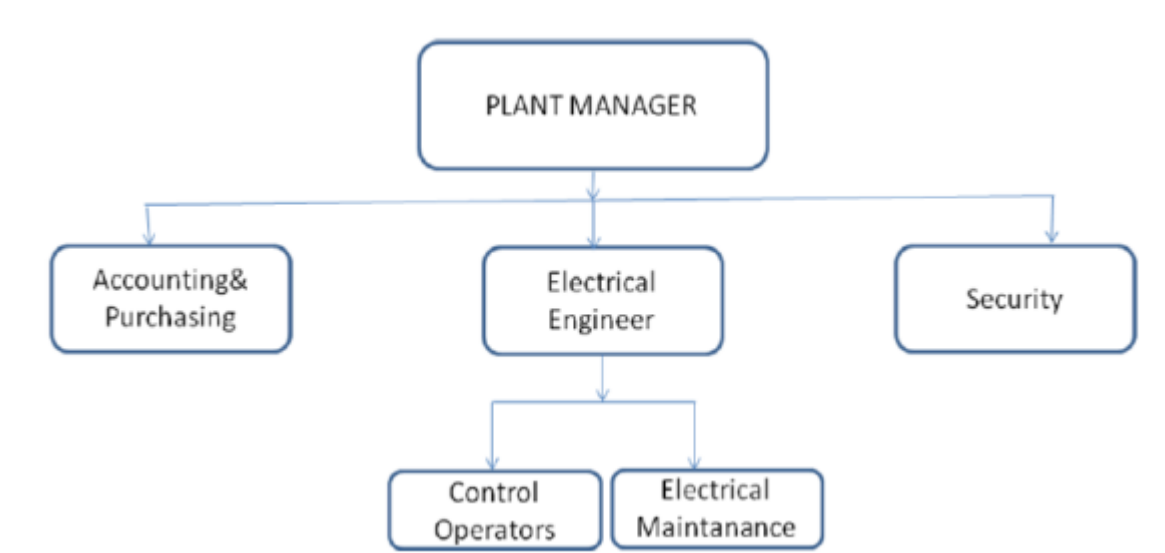 PLANT MANAGER
Accounting&
Purchasing
Electrical
Engineer
Security
Control
Operators
Electrical
Maintanance